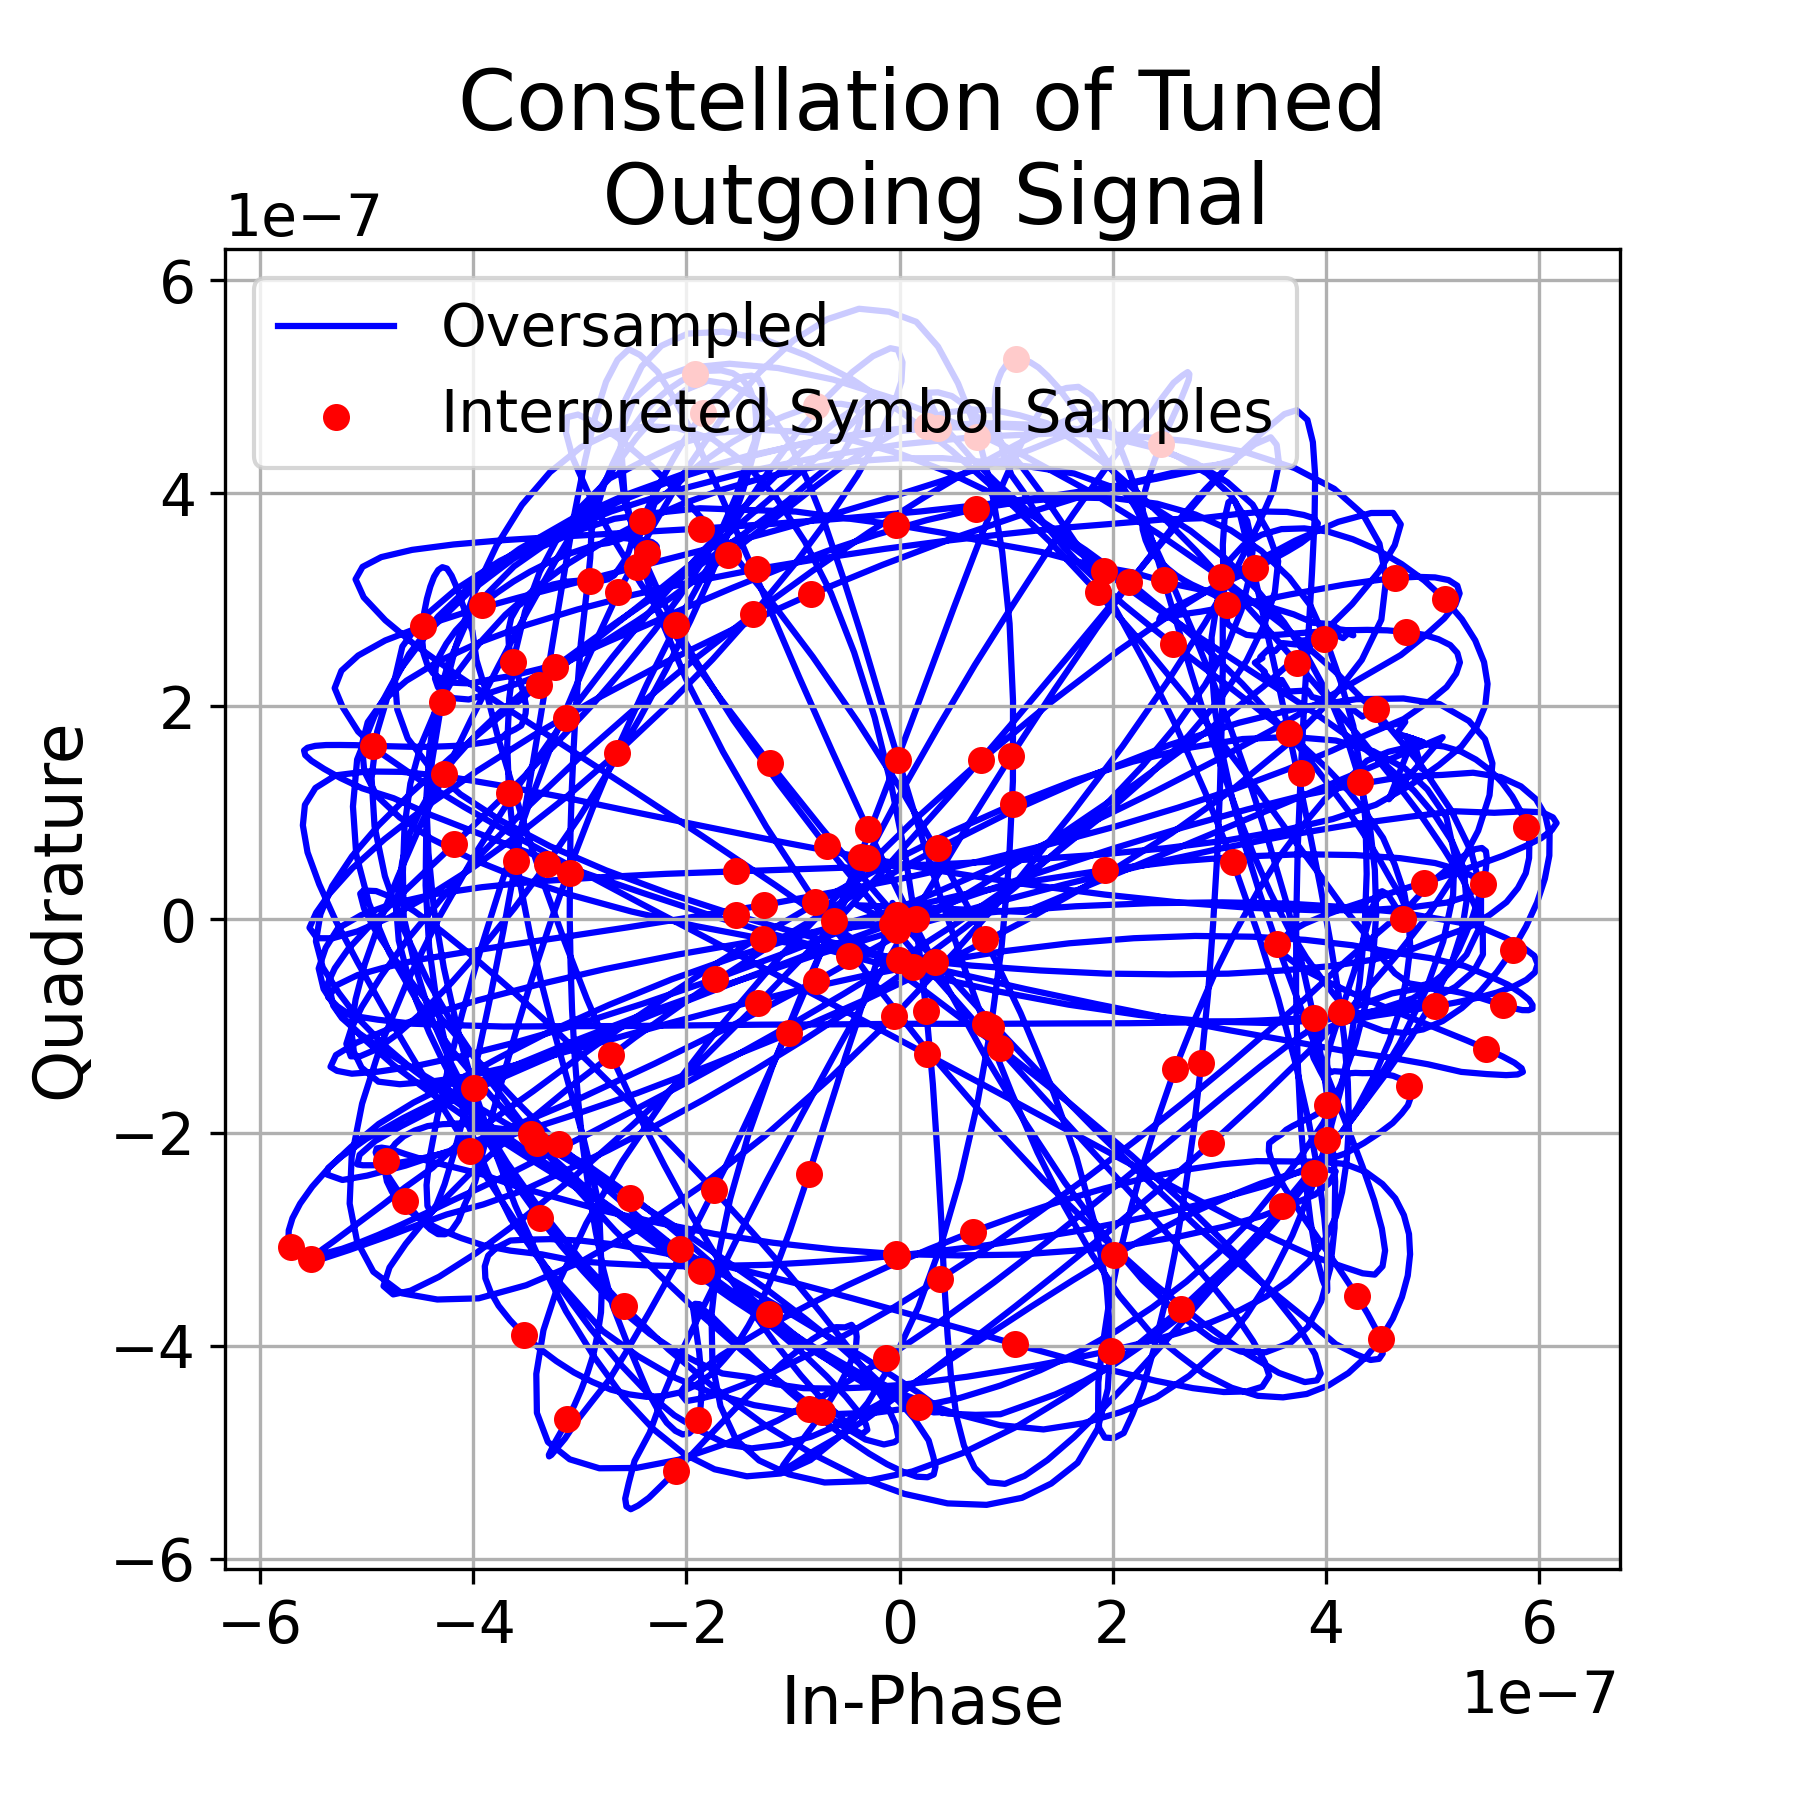 Constellation of Tuned
Outgoing Signal
1e−7
Oversampled
Interpreted Symbol Samples
6
4
2
0
−2
−4
−6
Quadrature
−6 −4 −2 0 2 4 6
1e−7
In-Phase